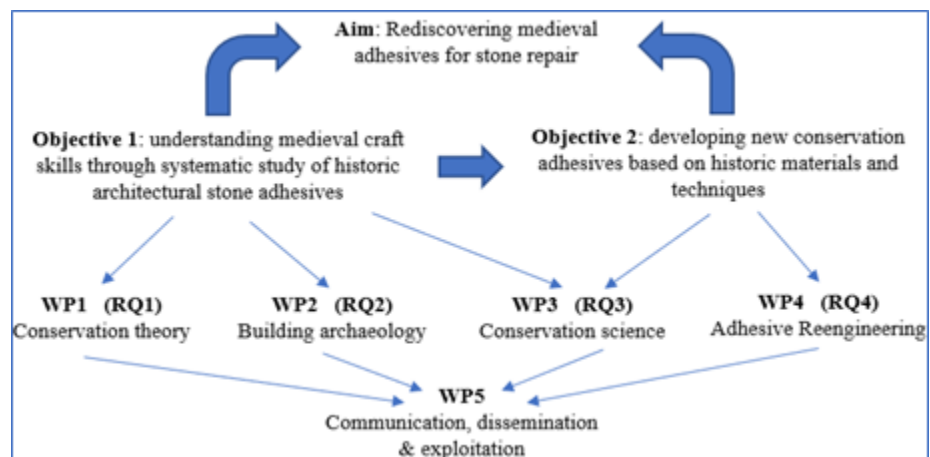 Aim: Rediscovering medieval
adhesives for stone repair
Objective 1: understanding medieval craft
skills through systematic study of historic
architectural stone adhesives
Objective 2: developing new conservation
adhesives based on historic materials and
techniques
WP1 (RQ1)
Conservation theory
WP2 (RQ2)
Building archaeology
WP3 (RQ3)
Conservation science
WP4 (RQ4)
Adhesive Reengineering
WP5
Communication, dissemination
& exploitation